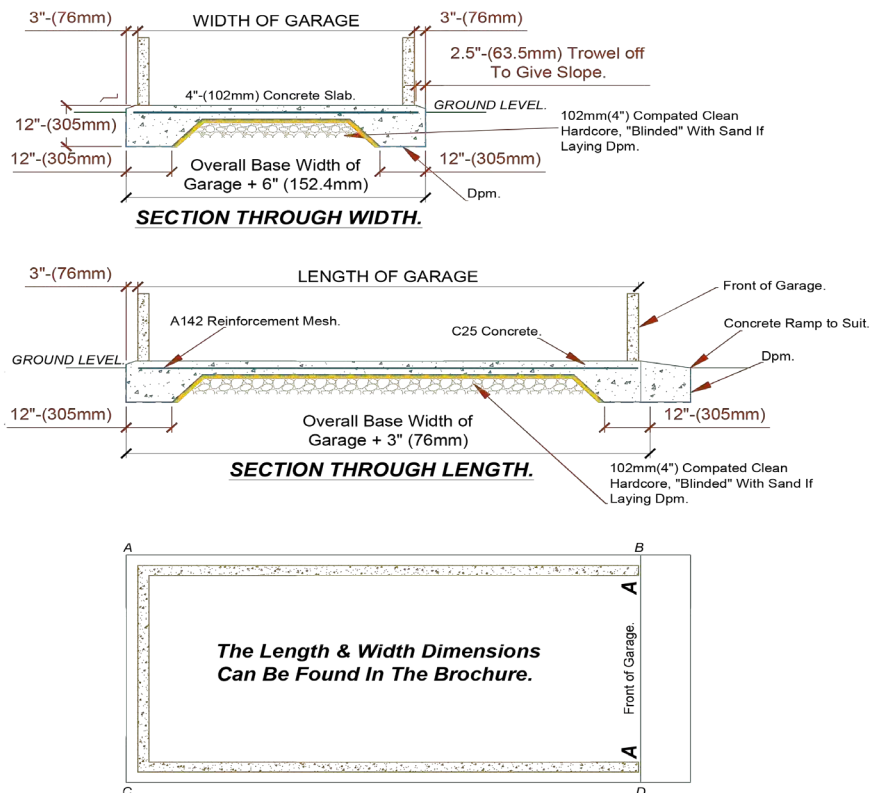 3"-(76mm)
WIDTH OF GARAGE
3"-(76mm)
2.5"-(63.5mm) Trowel off
To Give Slope.
4"-(102mm) Concrete Slab.
GROUND LEVEL.
12"-(305mm)
102mm(4") Compated Clean
Hardcore, "Blinded" With Sand If
Laying Dpm.
12"-(305mm)
Overall Base Width of
Garage + 6" (152.4mm)
12"-(305mm)
Dpm.
SECTION THROUGH WIDTH.
3"-(76mm)
LENGTH OF GARAGE
Front of Garage.
A142 Reinforcement Mesh.
C25 Concrete.
Concrete Ramp to Suit.
GROUND LEVEL.
Dpm.
12"-(305mm)
Overall Base Width of
Garage + 3" (76mm)
12"-(305mm)
SECTION THROUGH LENGTH.
102mm(4") Compated Clean
Hardcore, "Blinded" With Sand If
Laying Dpm.
A
B
A
The Length & Width Dimensions
Can Be Found In The Brochure.
Front of Garage.
A
C
D